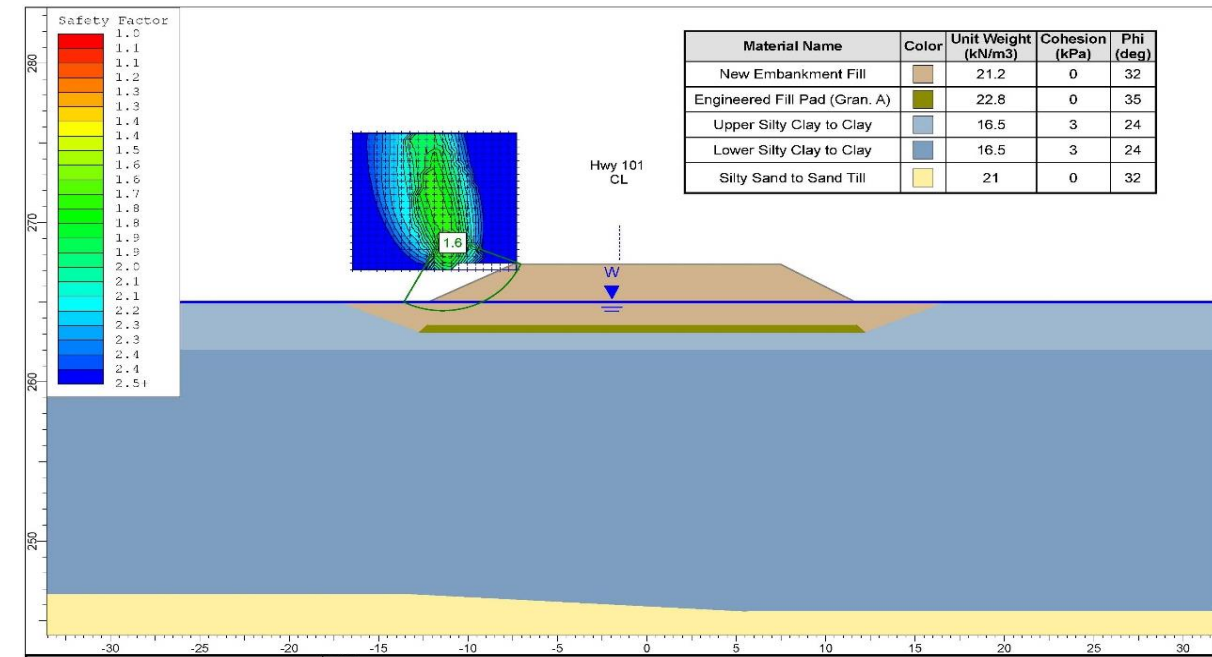 Safety Factor
1.0
1.1
1.1
1.2
1.3
1.3
1.4
1.4
1.5
1.6
1.6
1.7
1.8
1.8
1.9
1.9
2.0
2.1
2.1
2.2
2.3
2.3
2.4
2.4
2.5+
Material Name Color Unit Weight (kN/m3) Cohesion (kPa) Phi (deg)
New Embankment Fill 21.2 0 32
Engineered Fill Pad (Gran. A) 22.8 0 35
Upper Silty Clay to Clay 16.5 3 24
Lower Silty Clay to Clay 16.5 3 24
Silty Sand to Sand Till 21 0 32
Hwy 101
CL
1.6
W
280
270
260
250
-30 -25 -20 -15 -10 -5 0 5 10 15 20 25 30